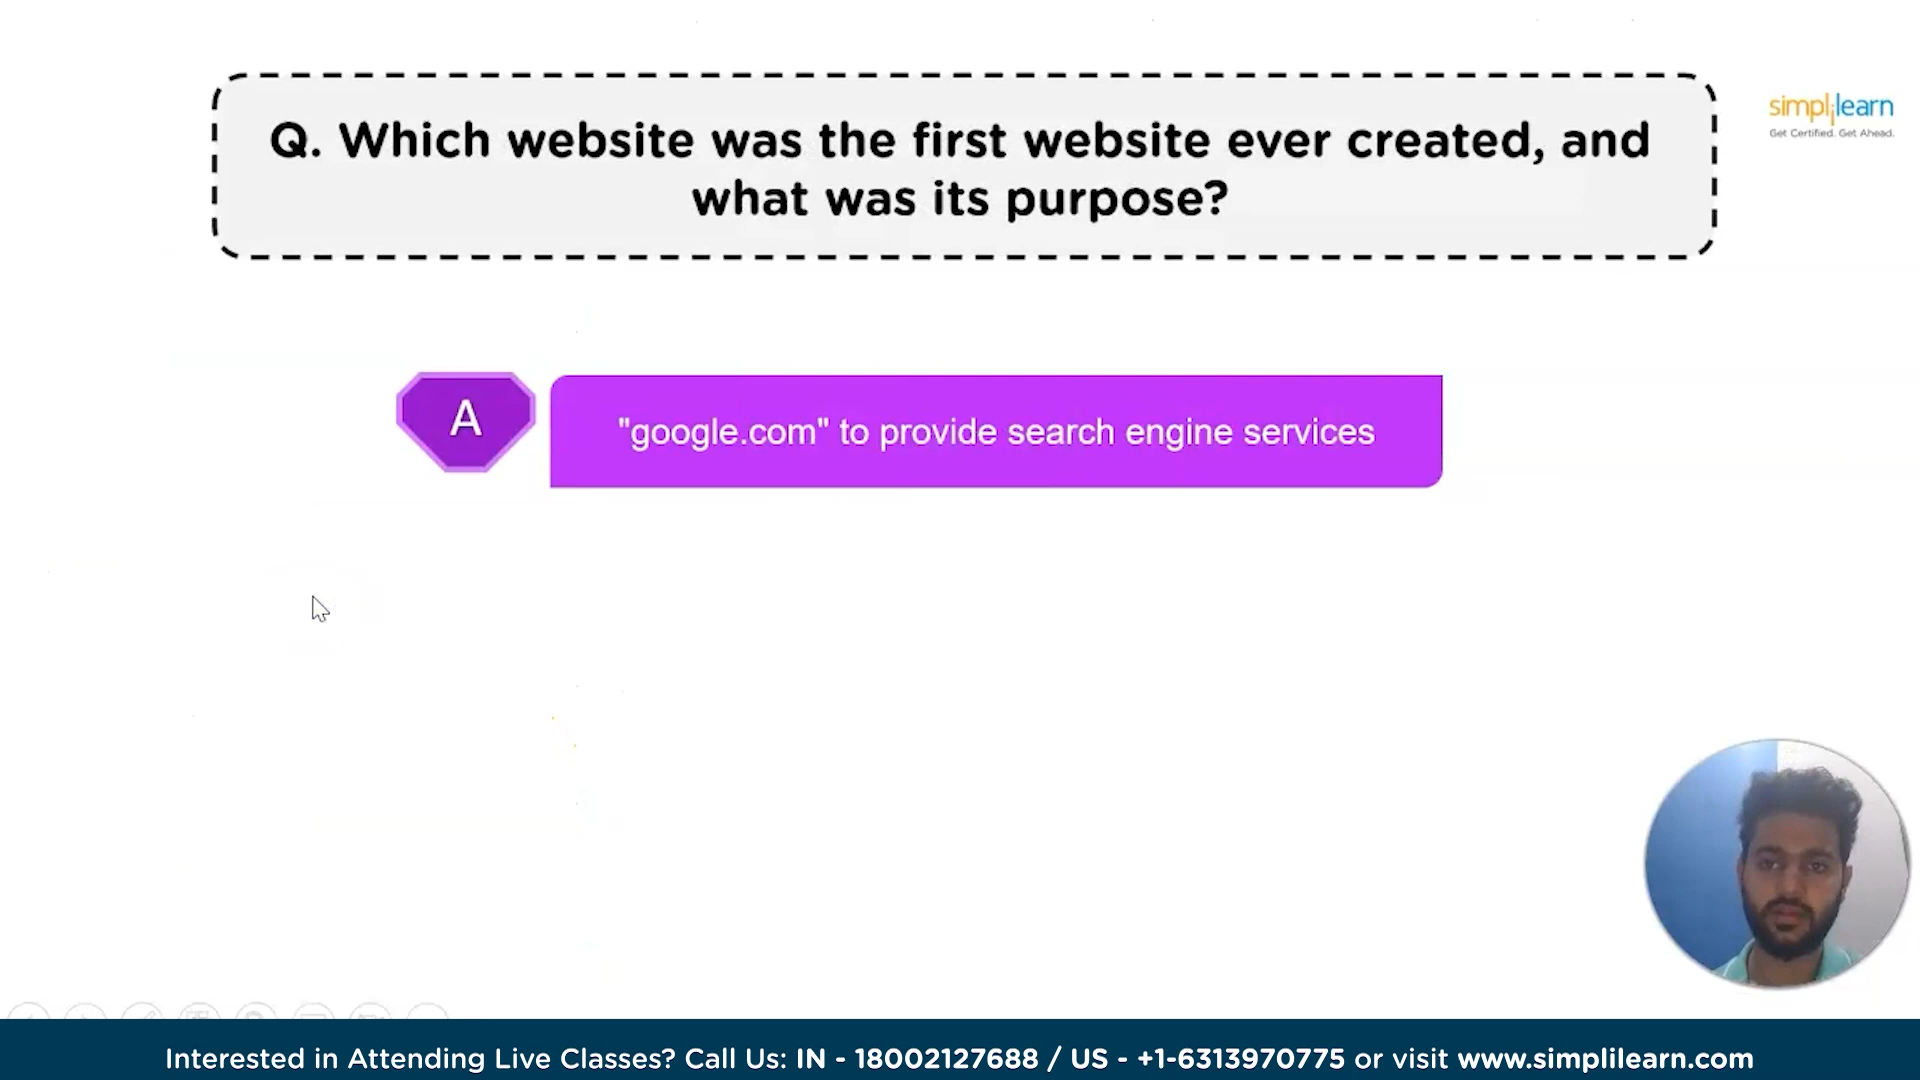 Q. Which website was the first website ever created, and
what was its purpose?
simplilearn
Get Certified. Get Ahead.
A
"google.com" to provide search engine services
Interested in Attending Live Classes? Call Us: IN - 18002127688 / US - +1-6313970775 or visit www.simplilearn.com